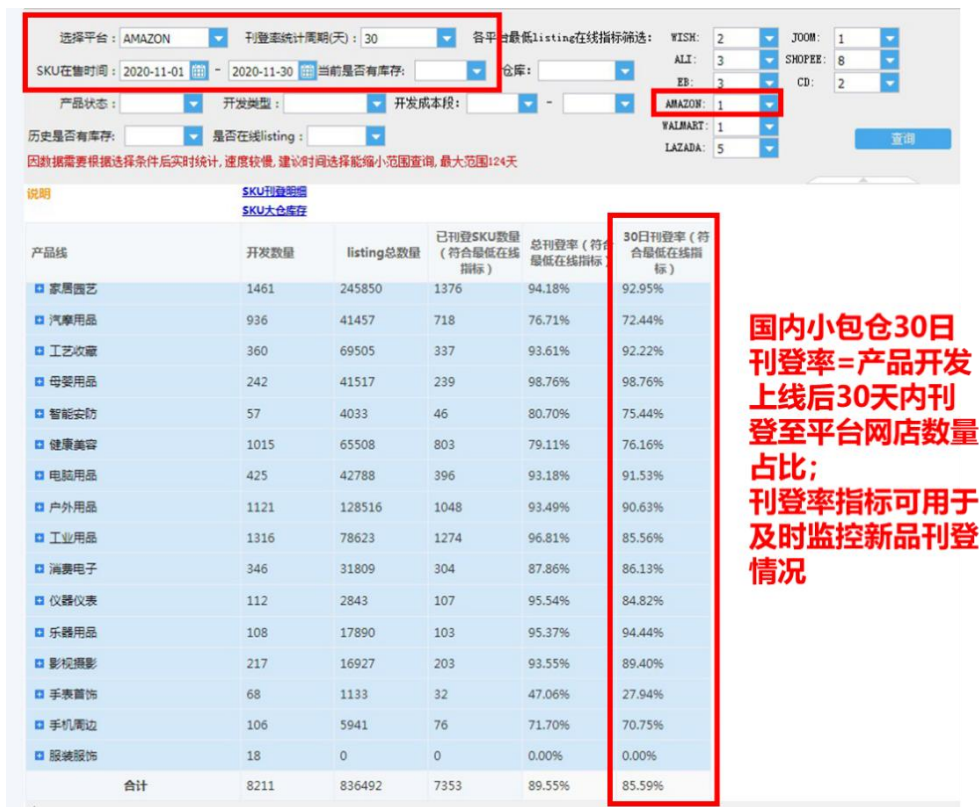 选择平台: AMAZON 刊登率统计周期(天): 30 各平台最低listing在线指标筛选: WISH: 2 JOOM: 1
ALI: 3 SHOPEE: 8
SKU在售时间: 2020-11-01 - 2020-11-30 当前是否有库存: 仓库:
EB: 3 CD: 2
产品状态: 开发类型: 开发成本段: - AMAZON: 1
WALMART: 1
历史是否有库存: 是否在线listing: 查询
LAZADA: 5
因数据需要根据选择条件后实时统计, 速度较慢, 建议时间选择能缩小范围查询, 最大范围124天
说明 SKU刊登明细
SKU大仓库存
产品线 开发数量 listing总数量 已刊登SKU数量(符合最低在线指标) 总刊登率(符合最低在线指标) 30日刊登率(符合最低在线指标)
家居园艺 1461 245850 1376 94.18% 92.95%
汽摩用品 936 41457 718 76.71% 72.44%
工艺收藏 360 69505 337 93.61% 92.22%
母婴用品 242 41517 239 98.76% 98.76%
智能安防 57 4033 46 80.70% 75.44%
健康美容 1015 65508 803 79.11% 76.16%
电脑用品 425 42788 396 93.18% 91.53%
户外用品 1121 128516 1048 93.49% 90.63%
工业用品 1316 78623 1274 96.81% 85.56%
消费电子 346 31809 304 87.86% 86.13%
仪器仪表 112 2843 107 95.54% 84.82%
乐器用品 108 17890 103 95.37% 94.44%
影视摄影 217 16927 203 93.55% 89.40%
手表首饰 68 1133 32 47.06% 27.94%
手机周边 106 5941 76 71.70% 70.75%
服装服饰 18 0 0 0.00% 0.00%
合计 8211 836492 7353 89.55% 85.59%
国内小包仓30日
刊登率=产品开发
上线后30天内刊
登至平台网店数量
占比;
刊登率指标可用于
及时监控新品刊登
情况